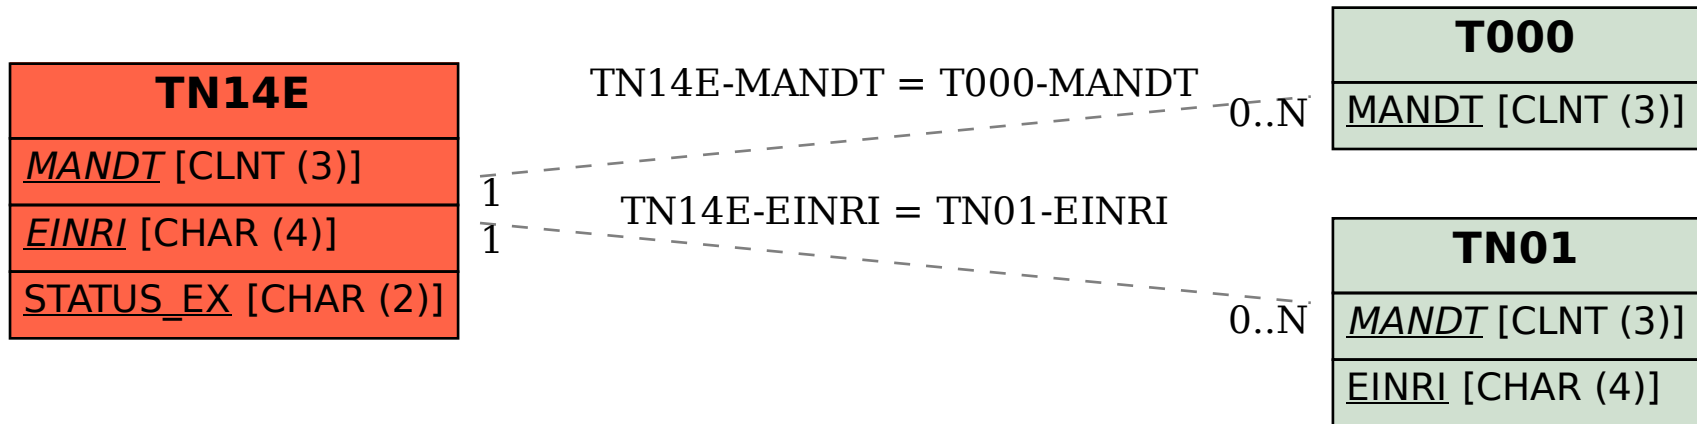 TN14E
MANDT [CLNT (3)]
EINRI [CHAR (4)]
STATUS_EX [CHAR (2)]
TN14E-MANDT = T000-MANDT
0..N
1
TN14E-EINRI = TN01-EINRI
1
0..N
T000
MANDT [CLNT (3)]
TN01
MANDT [CLNT (3)]
EINRI [CHAR (4)]